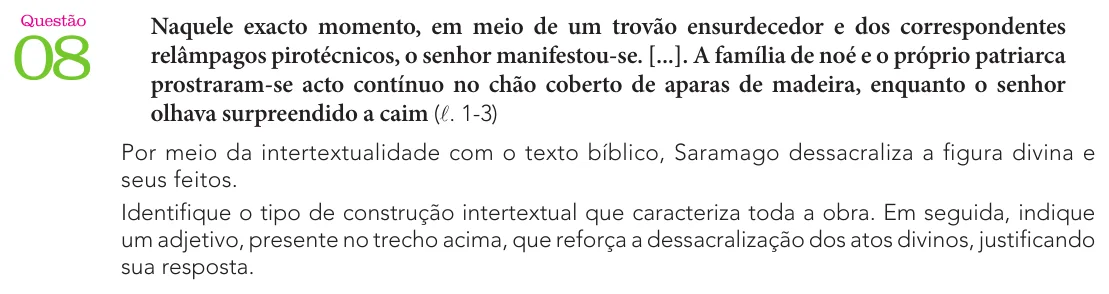 Questão
08
Naquele exacto momento, em meio de um trovão ensurdecedor e dos correspondentes
relâmpagos pirotécnicos, o senhor manifestou-se. [...]. A família de noé e o próprio patriarca
prostraram-se acto contínuo no chão coberto de aparas de madeira, enquanto o senhor
olhava surpreendido a caim (ℓ. 1-3)
Por meio da intertextualidade com o texto bíblico, Saramago dessacraliza a figura divina e
seus feitos.
Identifique o tipo de construção intertextual que caracteriza toda a obra. Em seguida, indique
um adjetivo, presente no trecho acima, que reforça a dessacralização dos atos divinos, justificando
sua resposta.